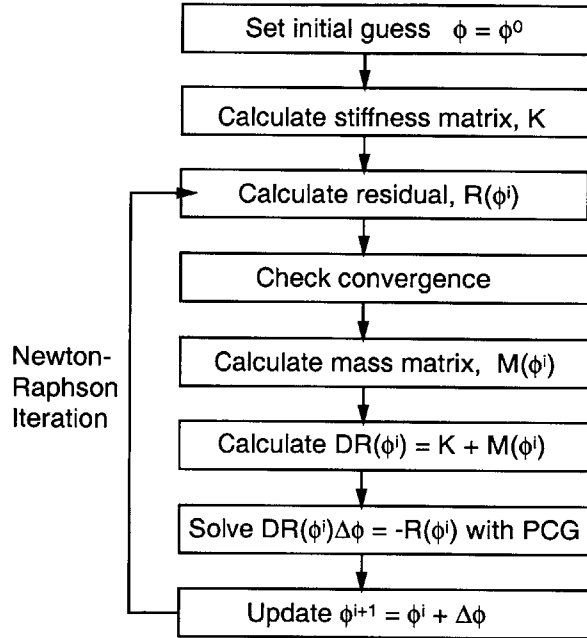 Set initial guess ϕ = ϕ⁰
Calculate stiffness matrix, K
Calculate residual, R(ϕⁱ)
Check convergence
Newton-
Raphson
Iteration
Calculate mass matrix, M(ϕⁱ)
Calculate DR(ϕⁱ) = K + M(ϕⁱ)
Solve DR(ϕⁱ)Δϕ = -R(ϕⁱ) with PCG
Update ϕⁱ⁺¹ = ϕⁱ + Δϕ